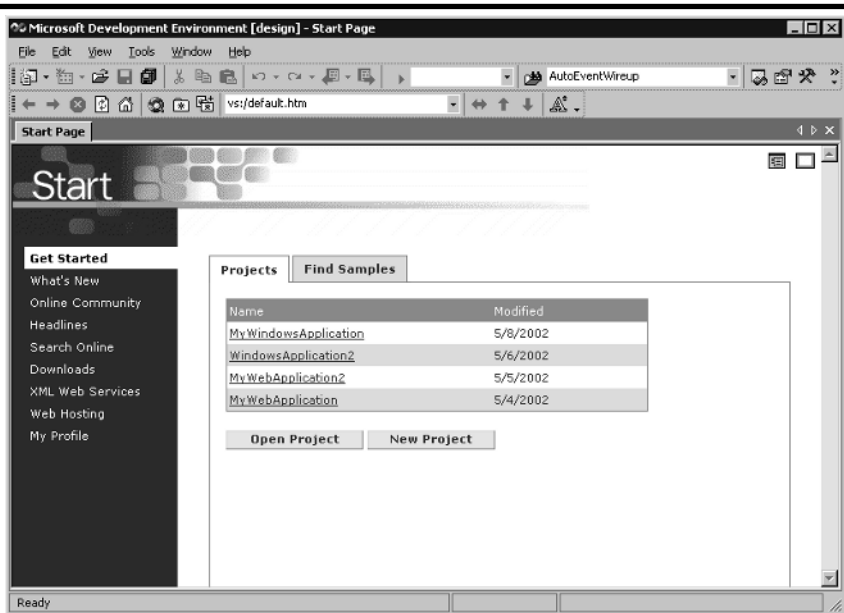 Microsoft Development Environment [design] - Start Page
File Edit View Tools Window Help
AutoEventWireup
vs:/default.htm
Start Page
Start
Get Started
What's New
Online Community
Headlines
Search Online
Downloads
XML Web Services
Web Hosting
My Profile
Projects Find Samples
Name Modified
MyWindowsApplication 5/8/2002
WindowsApplication2 5/6/2002
MyWebApplication2 5/5/2002
MyWebApplication 5/4/2002
Open Project New Project
Ready